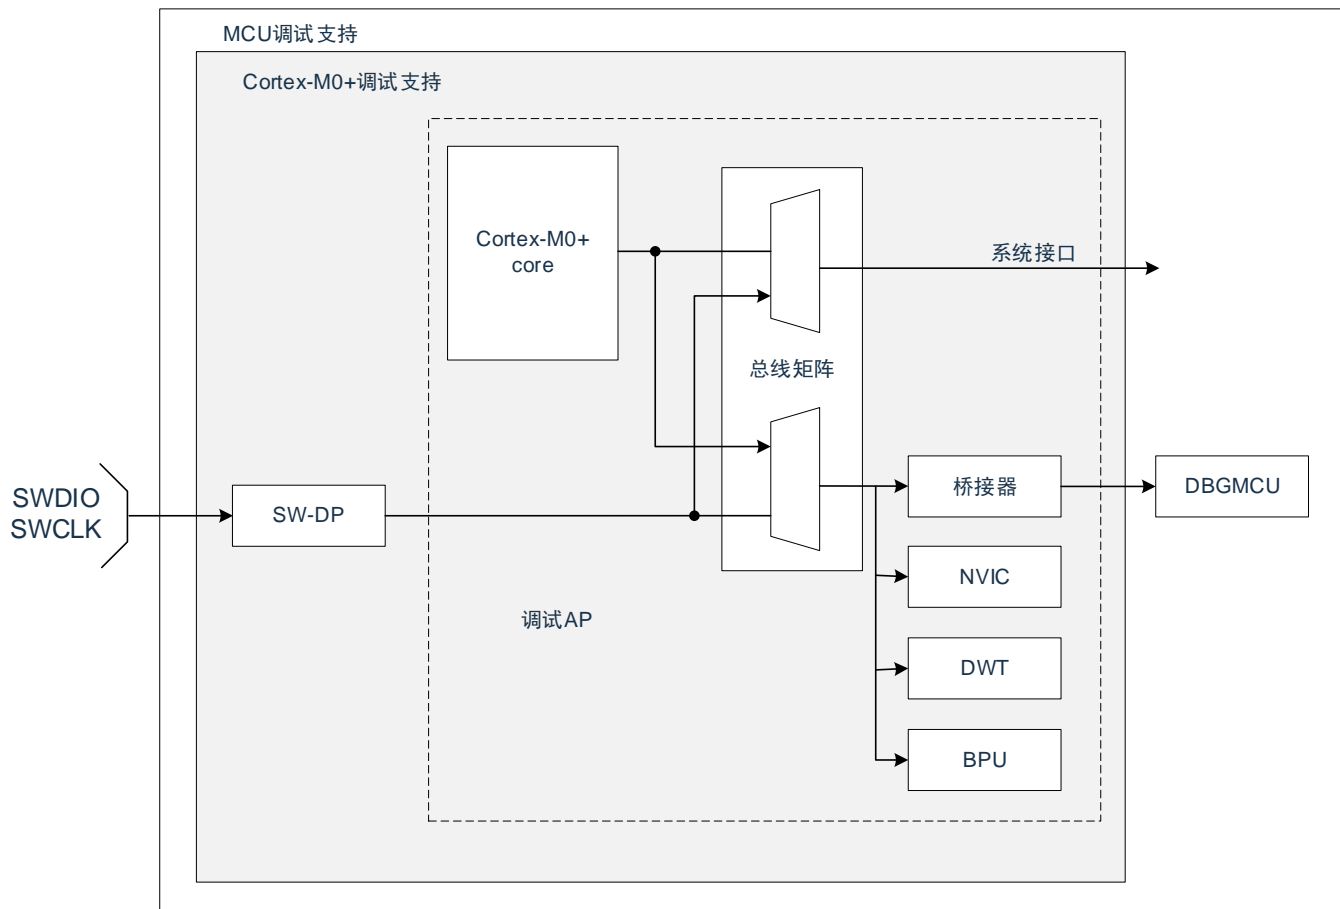 MCU调试支持
Cortex-M0+调试支持
Cortex-M0+
core
系统接口
总线矩阵
SWDIO
SWCLK
SW-DP
桥接器
DBGMCU
NVIC
调试AP
DWT
BPU